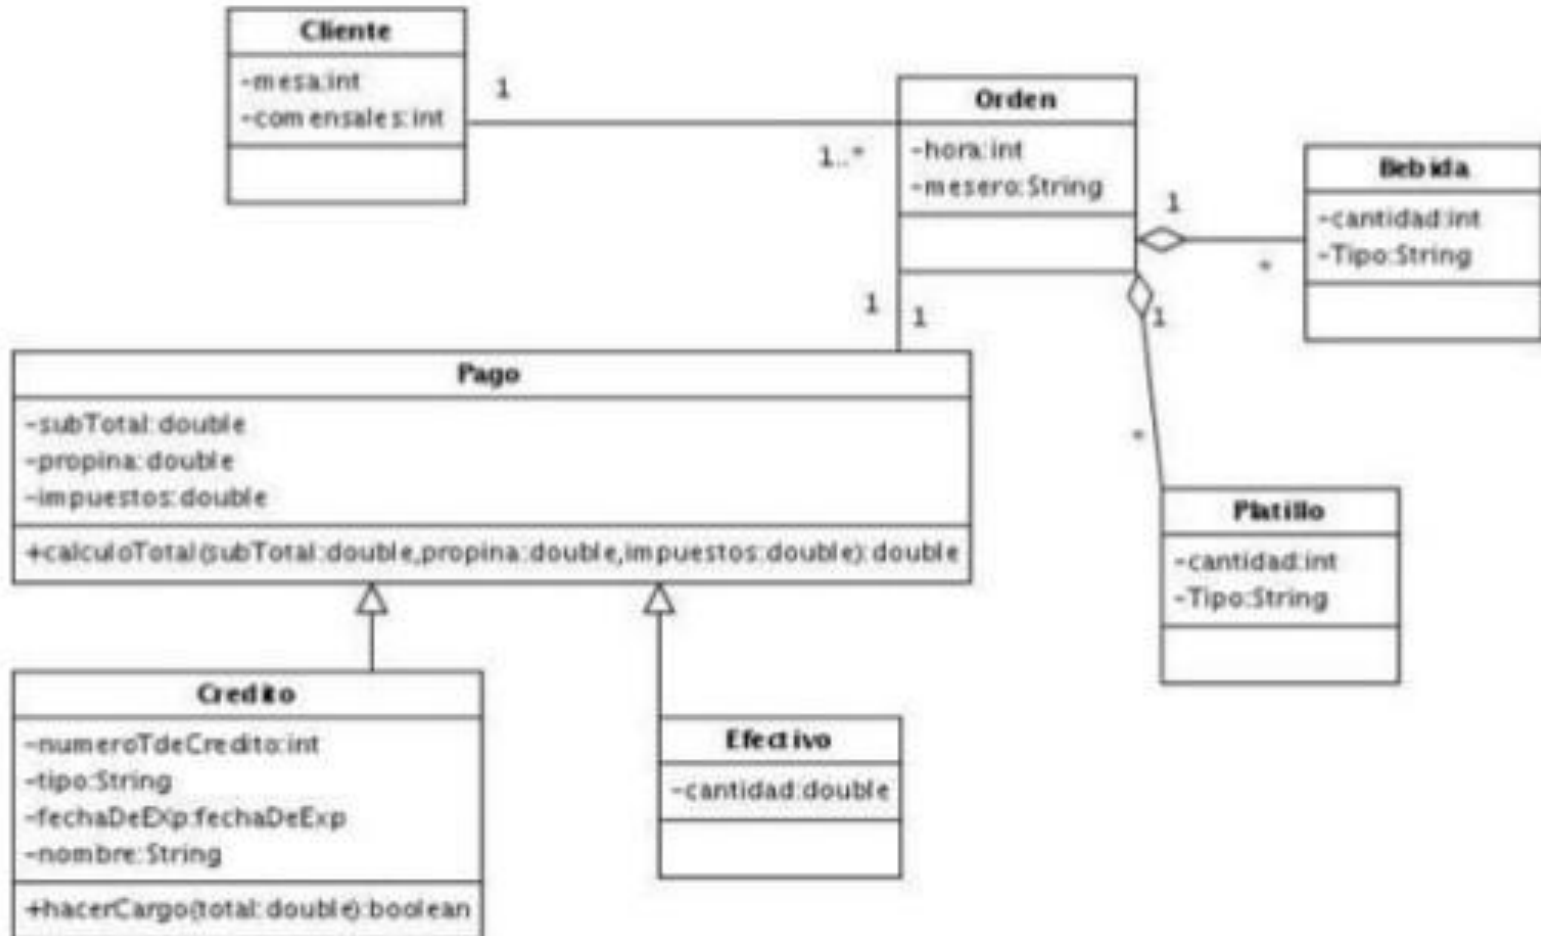 Cliente
-mesa:int
-comensales:int
1
1..*
Orden
-hora:int
-mesero:String
1
*
Bebida
-cantidad:int
-Tipo:String
1
1
1
*
Pago
-subTotal:double
-propina:double
-impuestos:double
+calculoTotal(subTotal:double,propina:double,impuestos:double):double
Platillo
-cantidad:int
-Tipo:String
Credito
-numeroTdeCredito:int
-tipo:String
-fechaDeEXp:fechaDeExp
-nombre:String
+hacerCargo(total:double):boolean
Efectivo
-cantidad:double